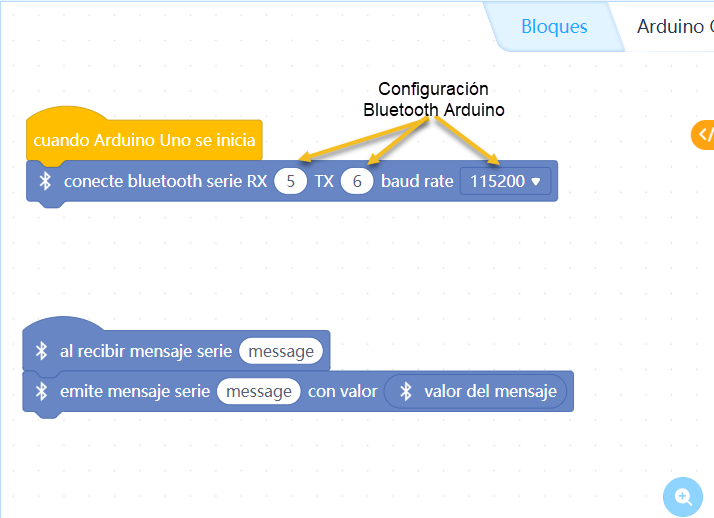 Bloques
Arduino C
Configuración
Bluetooth Arduino
cuando Arduino Uno se inicia
conecte bluetooth serie RX 5 TX 6 baud rate 115200
al recibir mensaje serie message
emite mensaje serie message con valor valor del mensaje